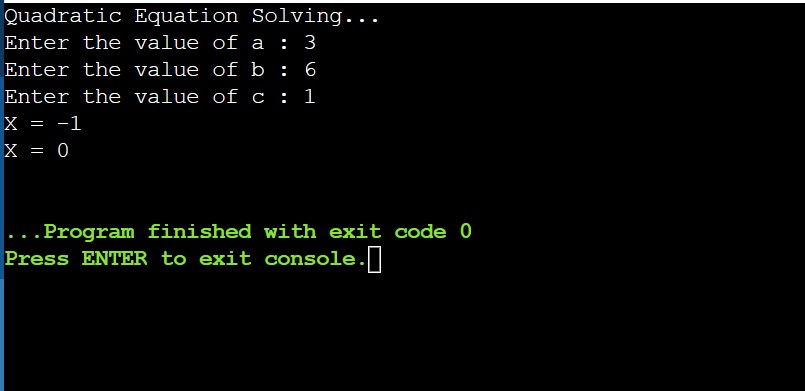 Quadratic Equation Solving...
Enter the value of a : 3
Enter the value of b : 6
Enter the value of c : 1
X = -1
X = 0
...Program finished with exit code 0
Press ENTER to exit console.